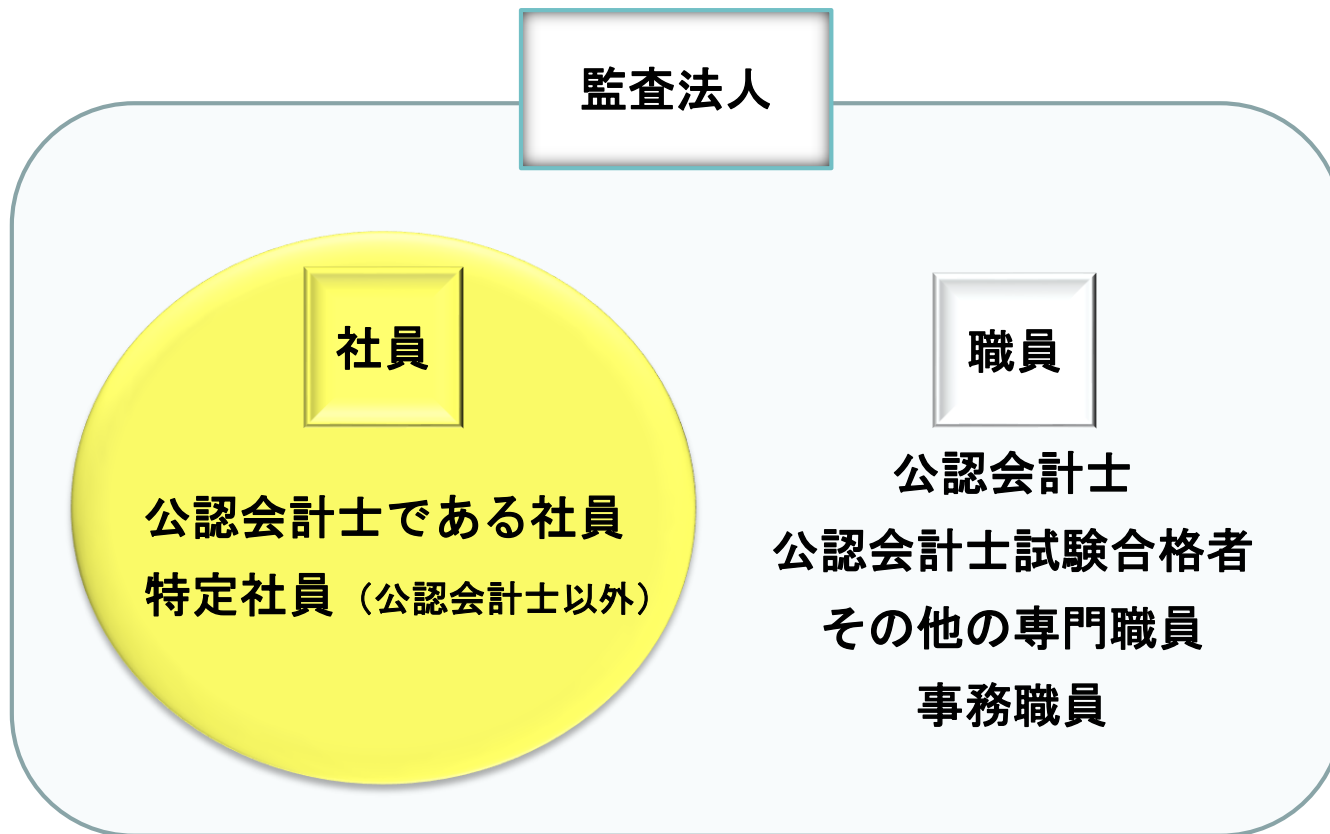 監査法人
社員
公認会計士である社員
特定社員（公認会計士以外）
職員
公認会計士
公認会計士試験合格者
その他の専門職員
事務職員